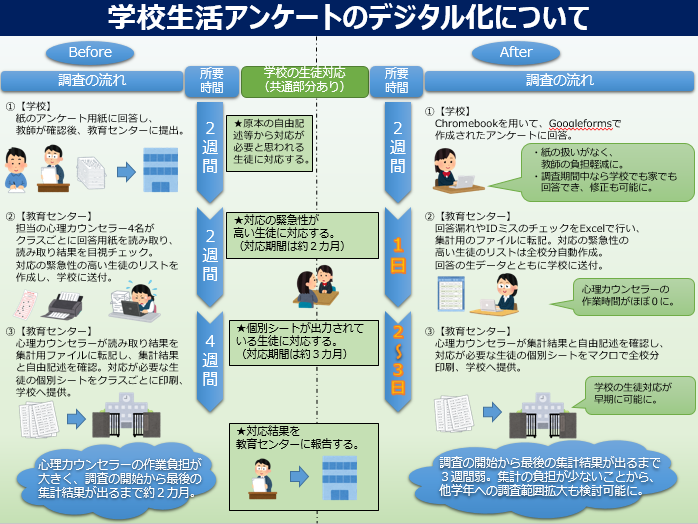 学校生活アンケートのデジタル化について
Before
調査の流れ
所要
時間
学校の生徒対応
（共通部分あり）
所要
時間
After
調査の流れ
①【学校】
紙のアンケート用紙に回答し、
教師が確認後、教育センターに提出。
２週間
★原本の自由記
述等から対応が
必要と思われる
生徒に対応する。
２週間
①【学校】
Chromebookを用いて、Googleformsで
作成されたアンケートに回答。
・紙の扱いがなく、
教師の負担軽減に。
・調査期間中なら学校でも家でも
回答でき、修正も可能に。
②【教育センター】
担当の心理カウンセラー4名が
クラスごとに回答用紙を読み取り、
読み取り結果を目視チェック。
対応の緊急性の高い生徒のリストを
作成し、学校に送付。
２週間
★対応の緊急性が
高い生徒に対応する。
（対応期間は約２カ月）
１日
②【教育センター】
回答漏れやIDミスのチェックをExcelで行い、
集計用のファイルに転記。対応の緊急性の
高い生徒のリストは全校分自動作成。
回答の生データとともに学校に送付。
心理カウンセラーの
作業時間がほぼ０に。
③【教育センター】
心理カウンセラーが読み取り結果を
集計用ファイルに転記し、集計結果
と自由記述を確認。対応が必要な生
徒の個別シートをクラスごとに印刷、
学校へ提供。
４週間
★個別シートが出力されて
いる生徒に対応する。
（対応期間は約３カ月）
２～３日
③【教育センター】
心理カウンセラーが集計結果と自由記述を確認し、
対応が必要な生徒の個別シートをマクロで全校分
印刷、学校へ提供。
学校の生徒対応が
早期に可能に。
心理カウンセラーの作業負担が
大きく、調査の開始から最後の
集計結果が出るまで約２カ月。
★対応結果を
教育センターに報告する。
調査の開始から最後の集計結果が出るまで
３週間弱。集計の負担が少ないことから、
他学年への調査範囲拡大も検討可能に。